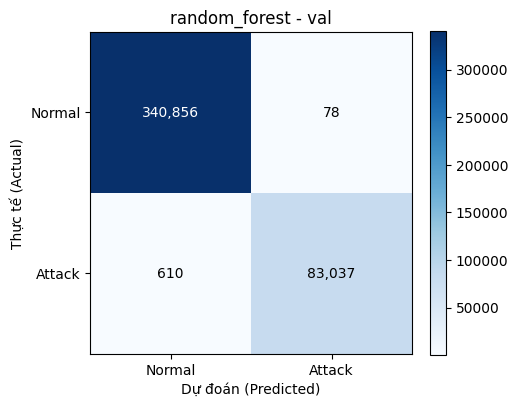 random_forest - val
Thực tế (Actual)
Normal
340,856
78
Attack
610
83,037
Normal
Attack
Dự đoán (Predicted)
300000
250000
200000
150000
100000
50000